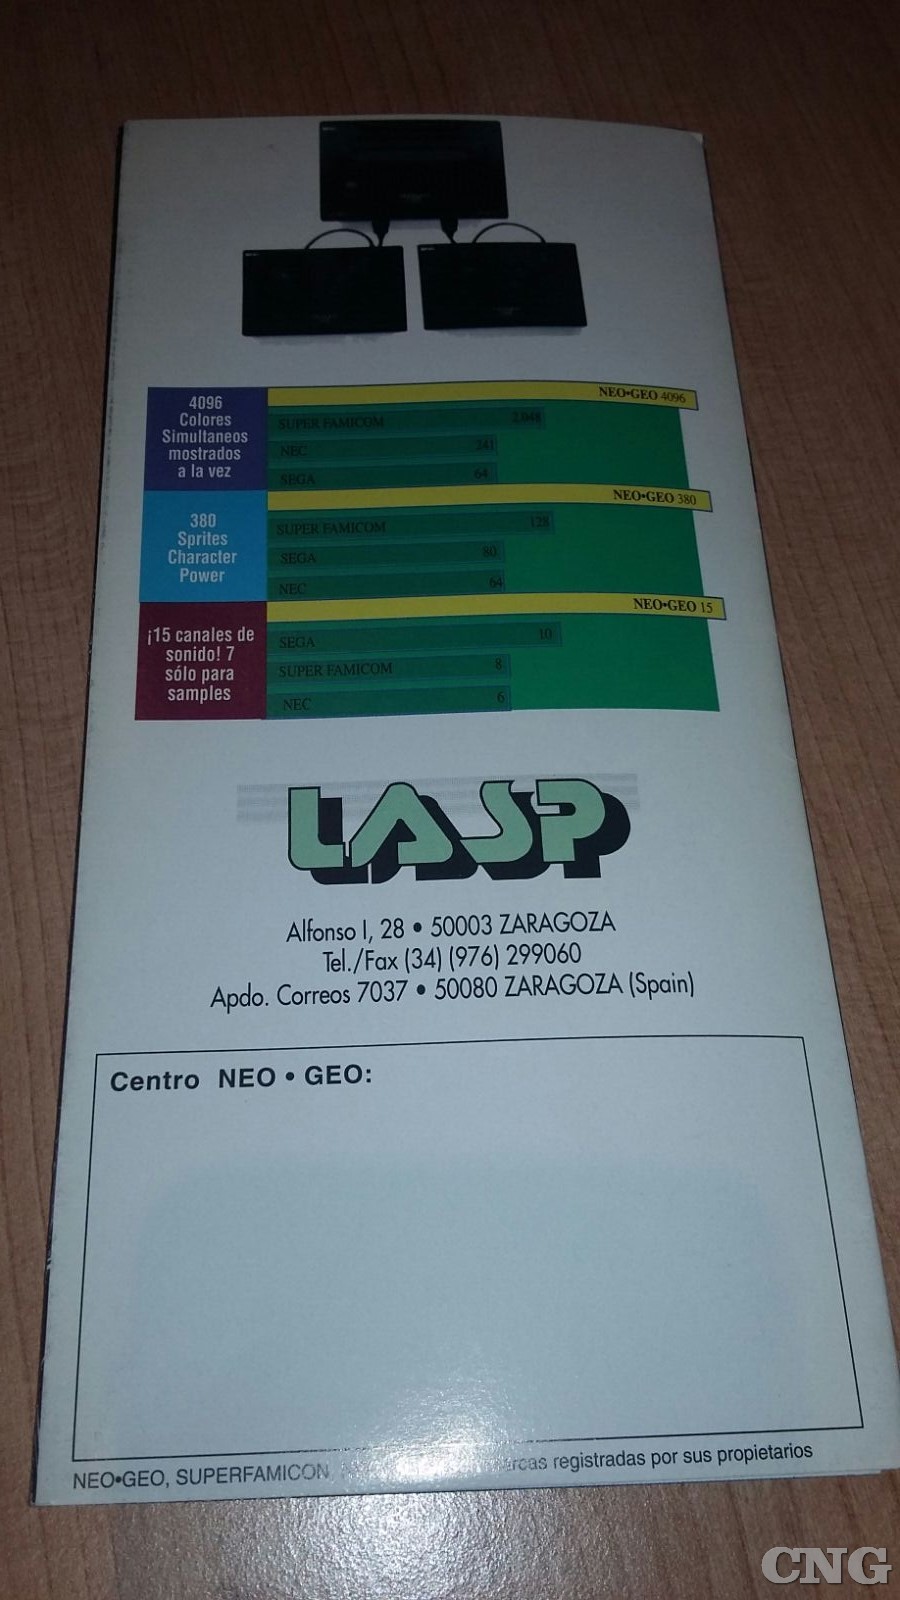 4096
Colores
Simultaneos
mostrados
a la vez
NEO•GEO 4096
SUPER FAMICOM 2.048
NEC 241
SEGA 64
380
Sprites
Character
Power
NEO•GEO 380
SUPER FAMICOM 128
SEGA 80
NEC 64
¡15 canales de
sonido! 7
sólo para
samples
NEO•GEO 15
SEGA 10
SUPER FAMICOM 8
NEC 6
LASP
Alfonso I, 28 • 50003 ZARAGOZA
Tel./Fax (34) (976) 299060
Apdo. Correos 7037 • 50080 ZARAGOZA (Spain)
Centro NEO • GEO:
NEO•GEO, SUPERFAMICON registradas por sus propietarios
CNG